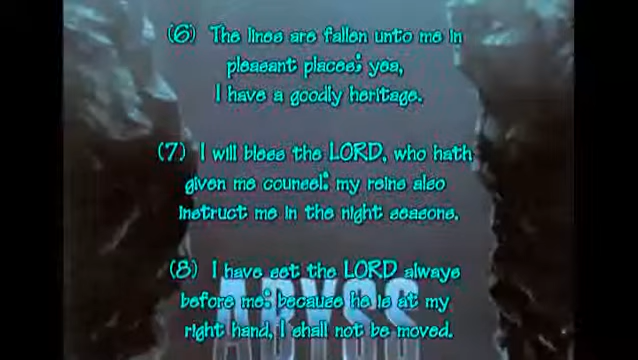 (6) The lines are fallen unto me in
pleasant places; yea,
I have a goodly heritage.
(7) I will bless the LORD, who hath
given me counsel: my reins also
instruct me in the night seasons.
(8) I have set the LORD always
before me: because he is at my
right hand, I shall not be moved.
ABYSS